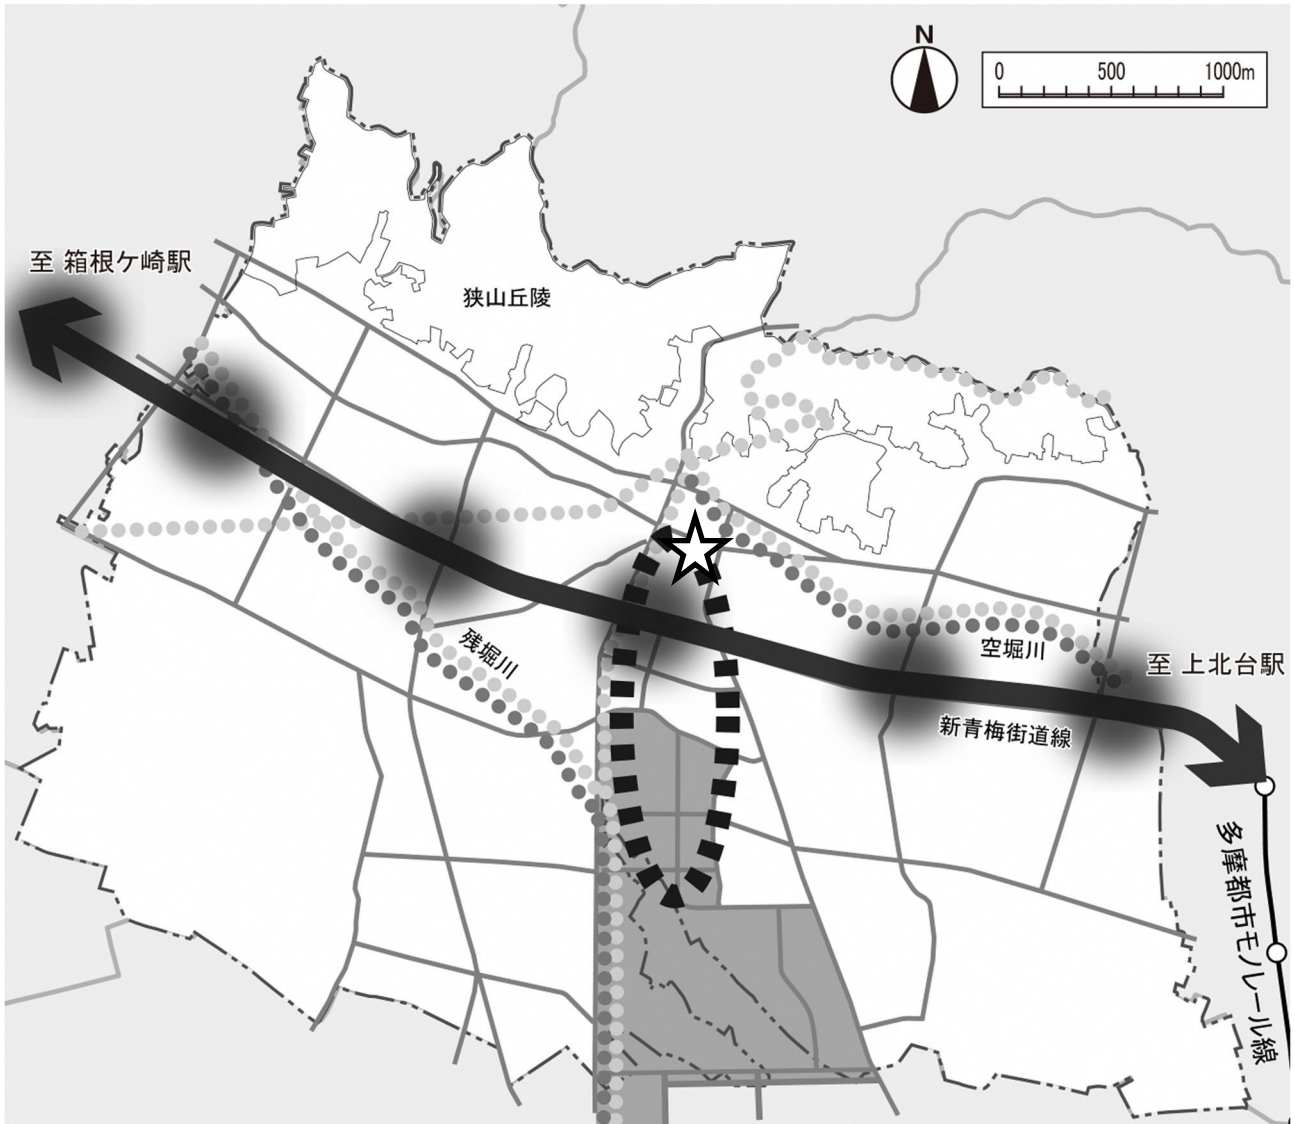 N
0 500 1000m
至 箱根ケ崎駅
狭山丘陵
残堀川
空堀川
至 上北台駅
新青梅街道線
多摩都市モノレール線